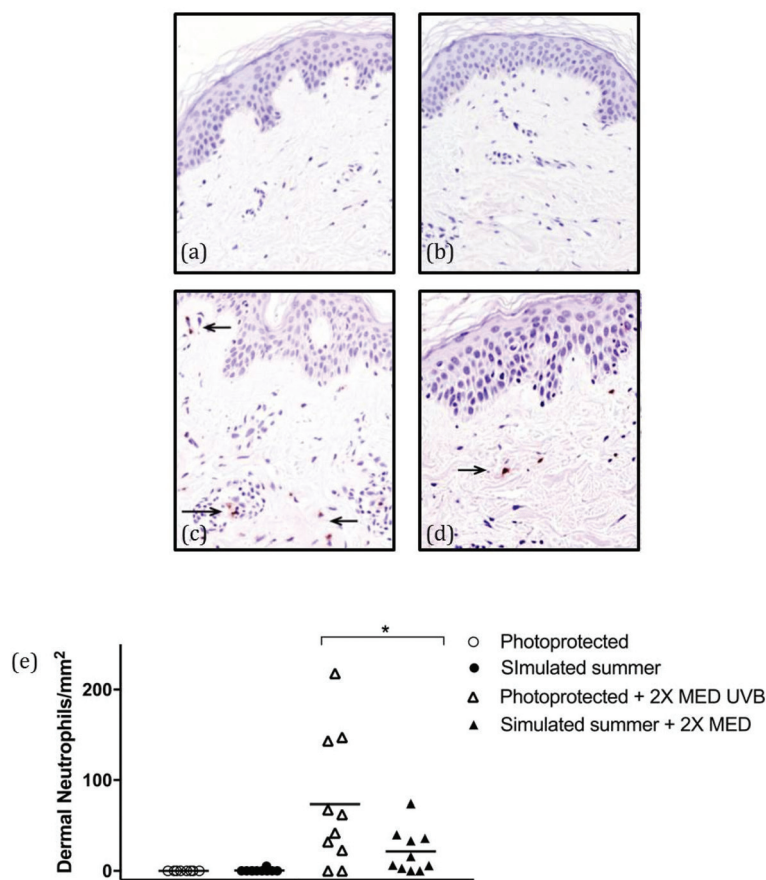 (a)
(b)
(c)
(d)
(e)
*
Dermal Neutrophils/mm²
200
100
0
Photoprotected
SImulated summer
Photoprotected + 2X MED UVB
Simulated summer + 2X MED